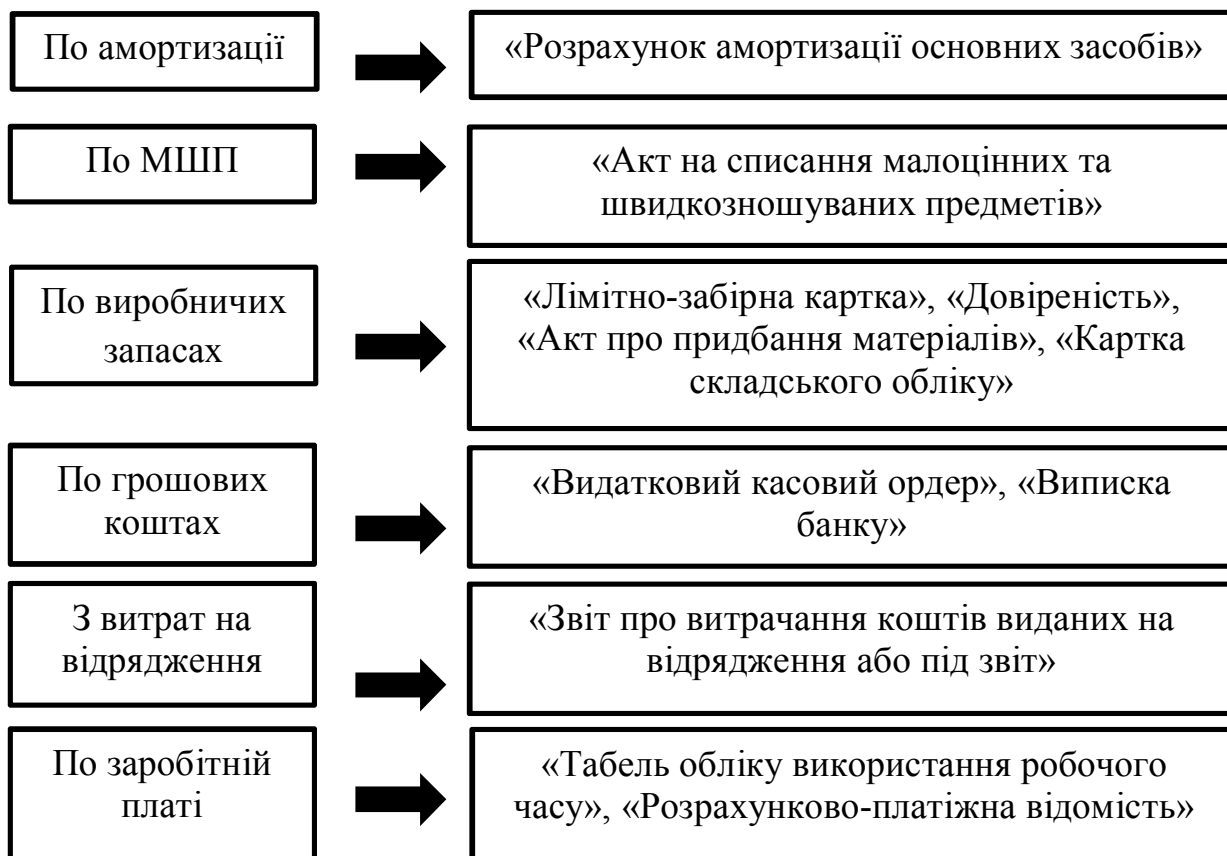 По амортизації
«Розрахунок амортизації основних засобів»
По МШП
«Акт на списання малоцінних та
швидкозношуваних предметів»
По виробничих
запасах
«Лімітно-забірна картка», «Довіреність»,
«Акт про придбання матеріалів», «Картка
складського обліку»
По грошових
коштах
«Видатковий касовий ордер», «Виписка
банку»
З витрат на
відрядження
«Звіт про витрачання коштів виданих на
відрядження або під звіт»
По заробітній
платі
«Табель обліку використання робочого
часу», «Розрахунково-платіжна відомість»